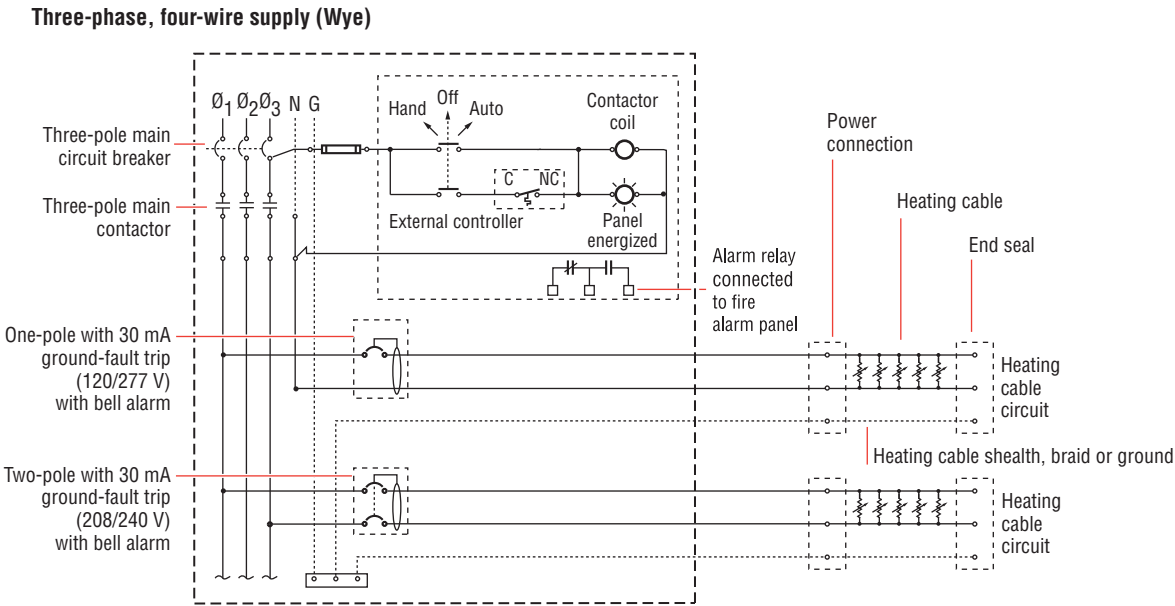 Three-phase, four-wire supply (Wye)
Ø1 Ø2 Ø3 N G
Hand
Off
Auto
Contactor
coil
Three-pole main
circuit breaker
C NC
Three-pole main
contactor
External controller
Panel
energized
Power
connection
Heating cable
End seal
Alarm relay
connected
to fire
alarm panel
One-pole with 30 mA
ground-fault trip
(120/277 V)
with bell alarm
Heating
cable
circuit
Heating cable shealth, braid or ground
Two-pole with 30 mA
ground-fault trip
(208/240 V)
with bell alarm
Heating
cable
circuit